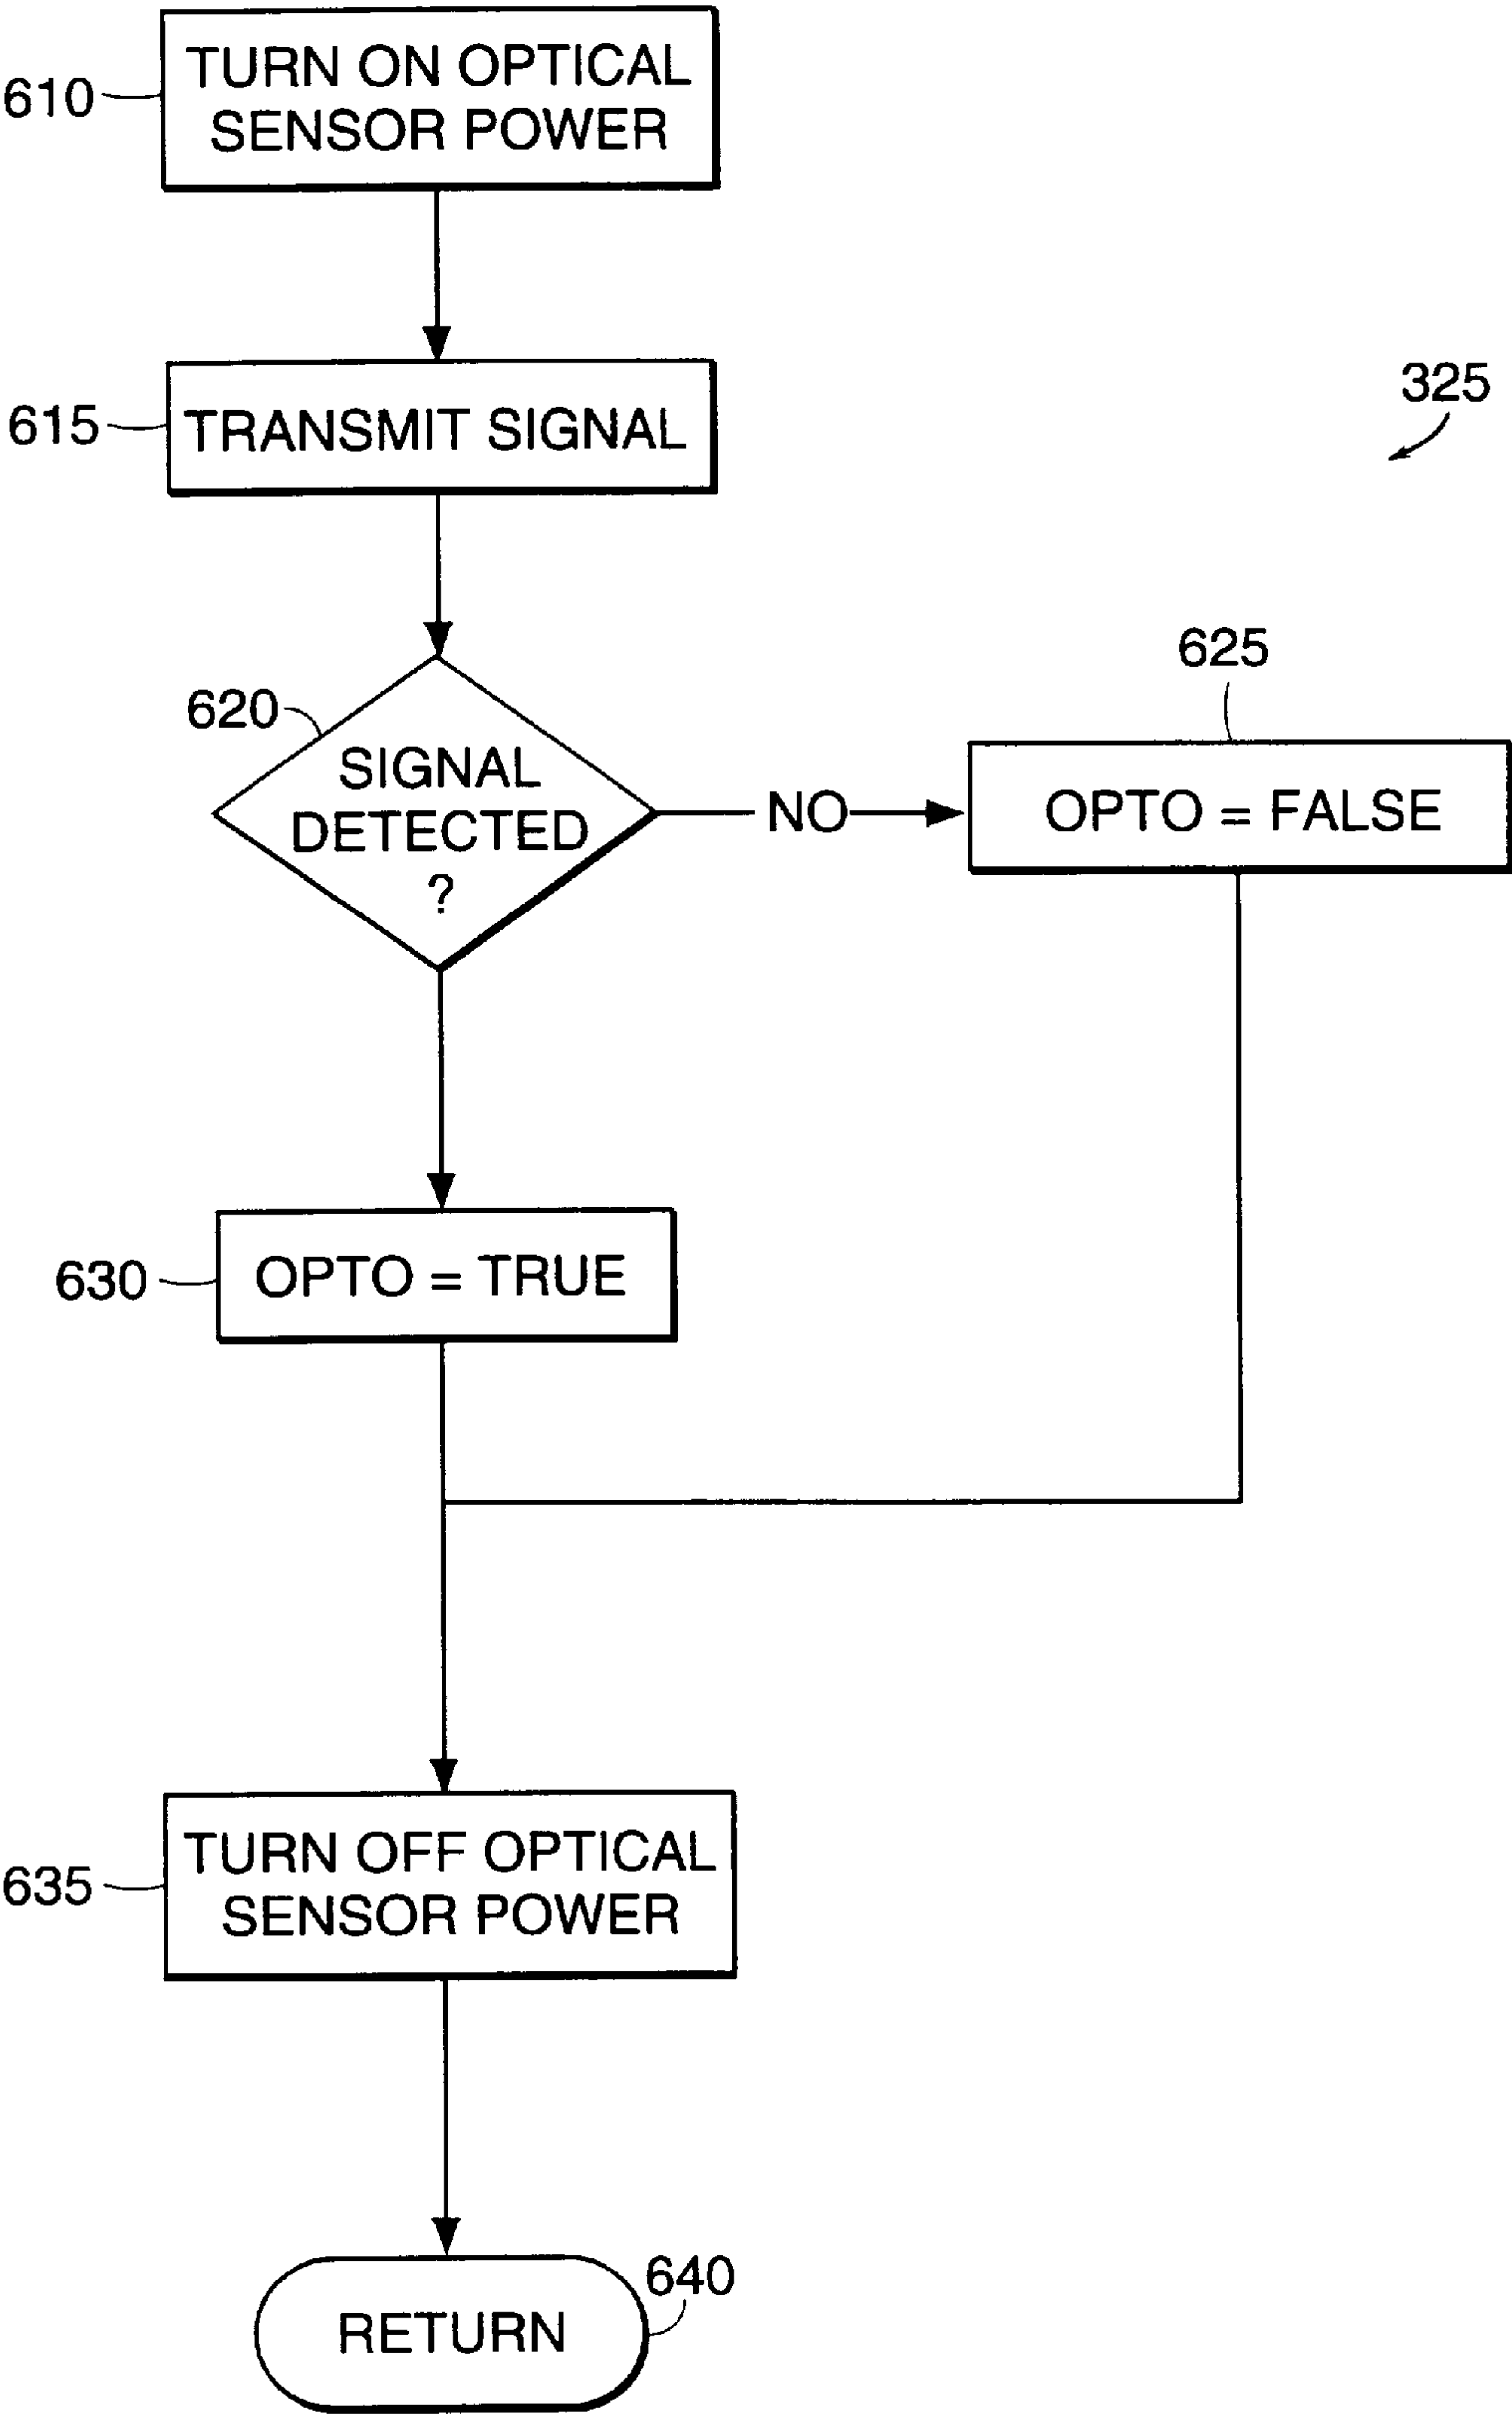 610
TURN ON OPTICAL
SENSOR POWER
615
TRANSMIT SIGNAL
325
620
SIGNAL
DETECTED
?
NO
625
OPTO = FALSE
630
OPTO = TRUE
635
TURN OFF OPTICAL
SENSOR POWER
640
RETURN